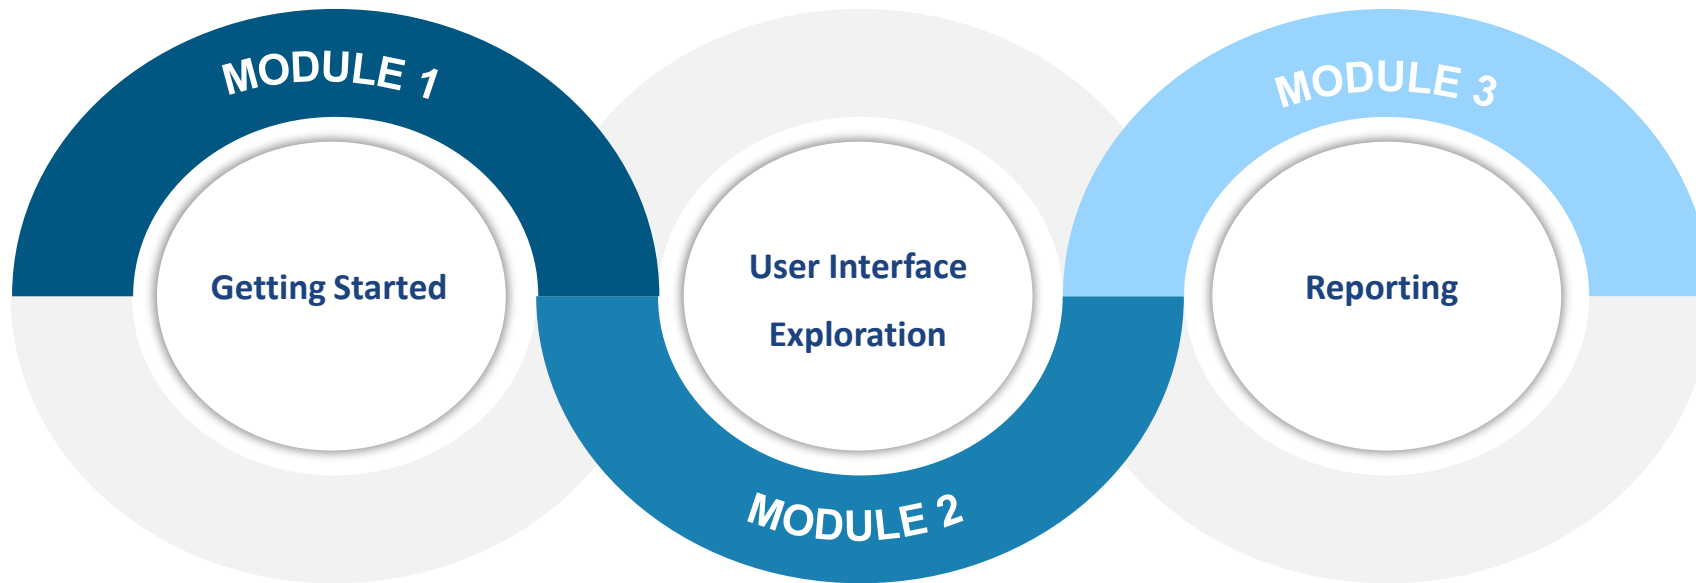 MODULE 1
Getting Started
User Interface
Exploration
MODULE 2
MODULE 3
Reporting